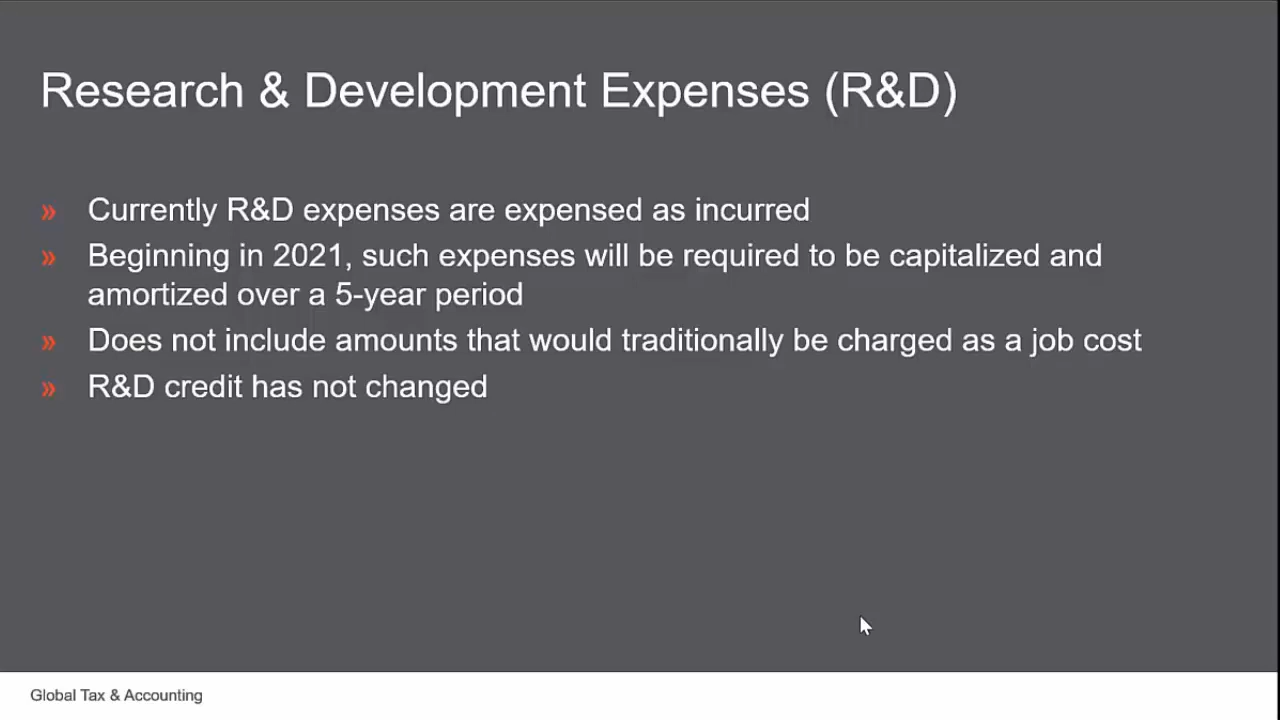 Research & Development Expenses (R&D)
» Currently R&D expenses are expensed as incurred
» Beginning in 2021, such expenses will be required to be capitalized and
amortized over a 5-year period
» Does not include amounts that would traditionally be charged as a job cost
» R&D credit has not changed
Global Tax & Accounting